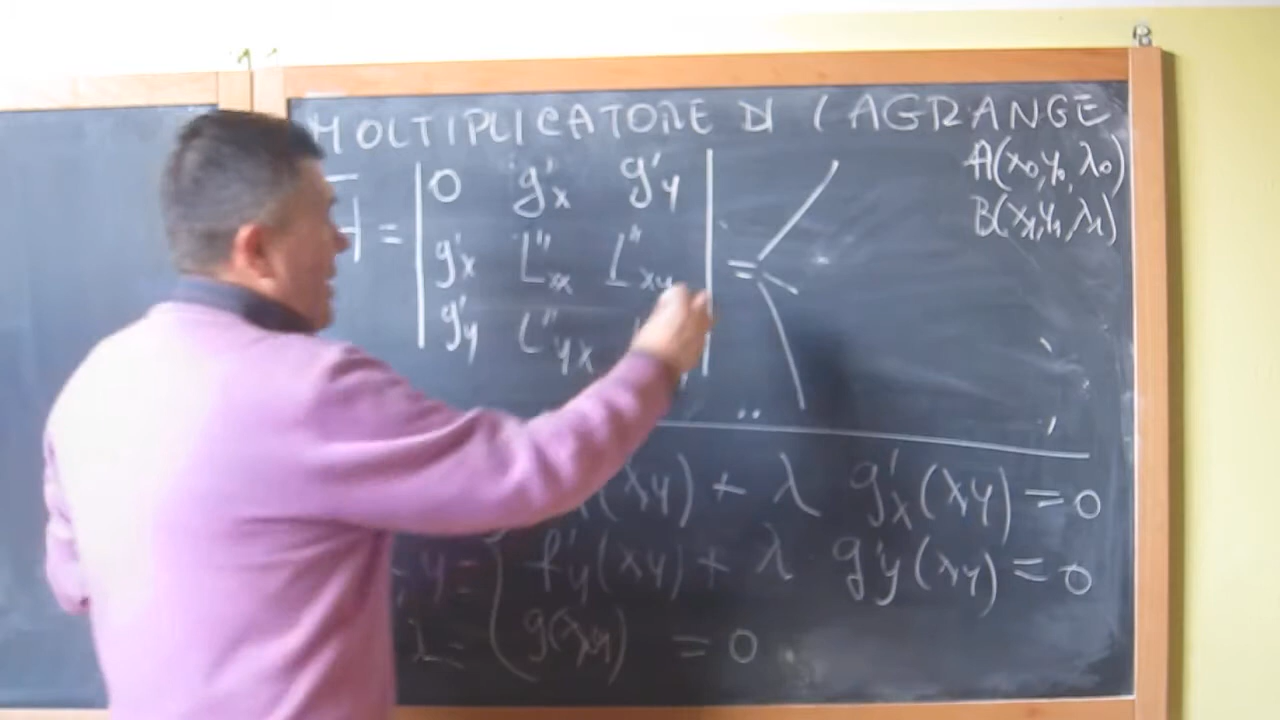 MOLTIPLICATORE DI LAGRANGE
A(x₀,y₀,λ₀)
B(x₁,y₁,λ₁)
0 g'x g'y
= g'x L''xx L''xy =
g'y L''yx
(xy) + λ g'x(xy) = 0
y = f'y(xy) + λ g'y(xy) = 0
λ = g(xy) = 0